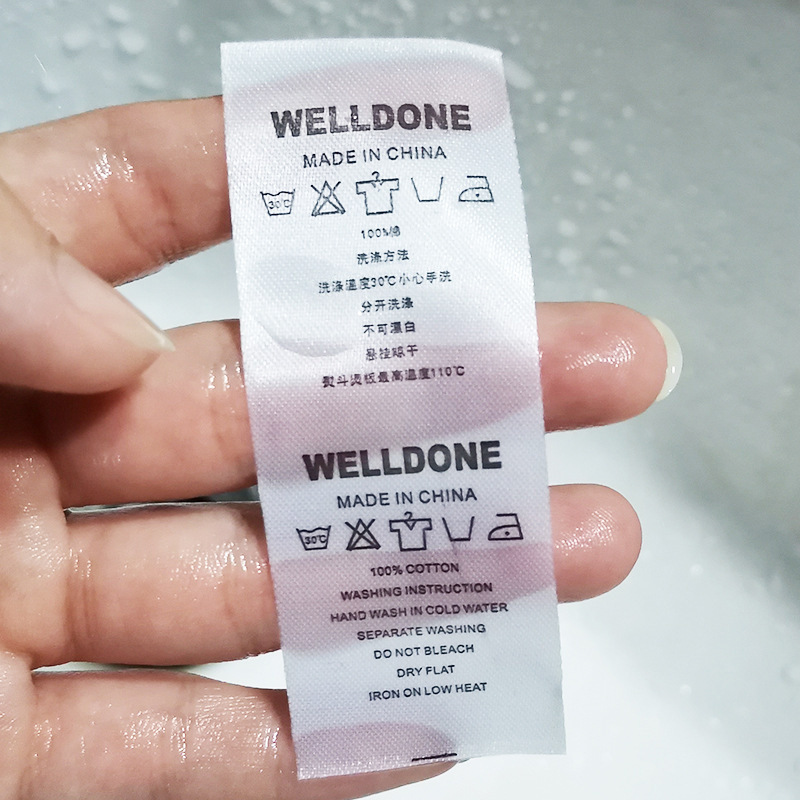 WELLDONE
MADE IN CHINA
30℃
100%棉
洗涤方法
洗涤温度30℃小心手洗
分开洗涤
不可漂白
悬挂晾干
熨斗烫板最高温度110℃
WELLDONE
MADE IN CHINA
30℃
100% COTTON
WASHING INSTRUCTION
HAND WASH IN COLD WATER
SEPARATE WASHING
DO NOT BLEACH
DRY FLAT
IRON ON LOW HEAT